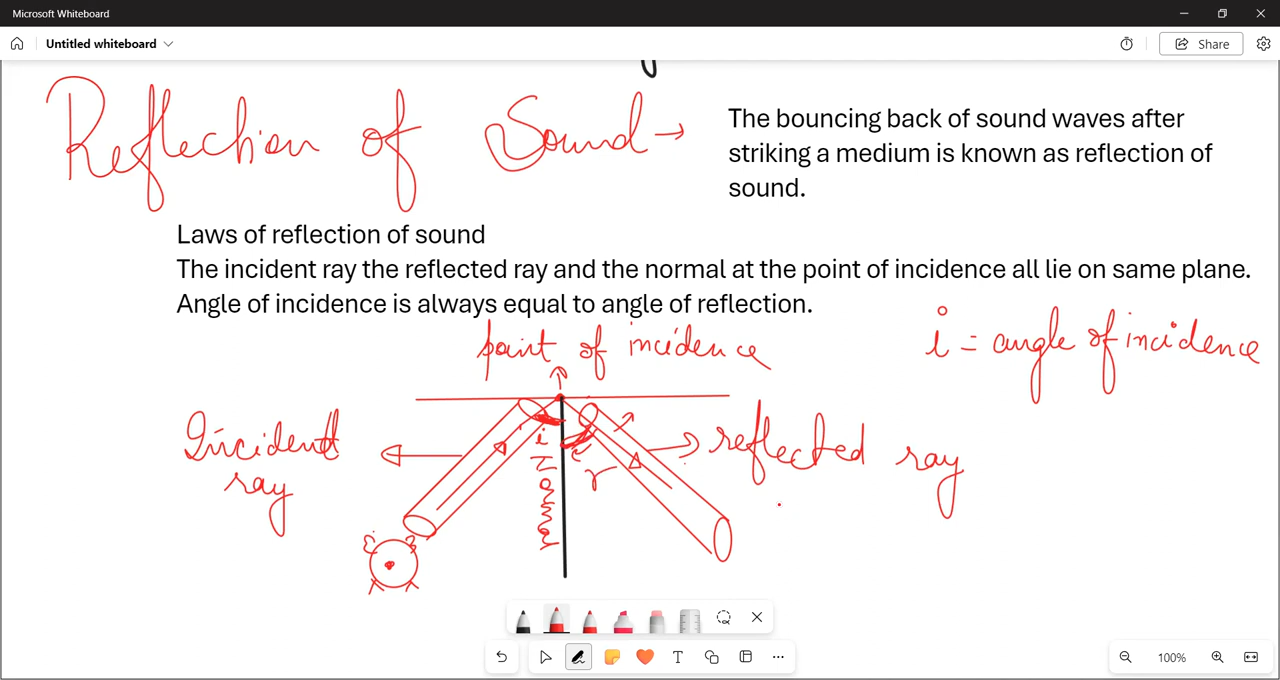 Microsoft Whiteboard
Untitled whiteboard
Share
Reflection of Sound →
The bouncing back of sound waves after
striking a medium is known as reflection of
sound.
Laws of reflection of sound
The incident ray the reflected ray and the normal at the point of incidence all lie on same plane.
Angle of incidence is always equal to angle of reflection.
point of incidence
i = angle of incidence
Incident
ray
i
r
Normal
reflected ray
100%